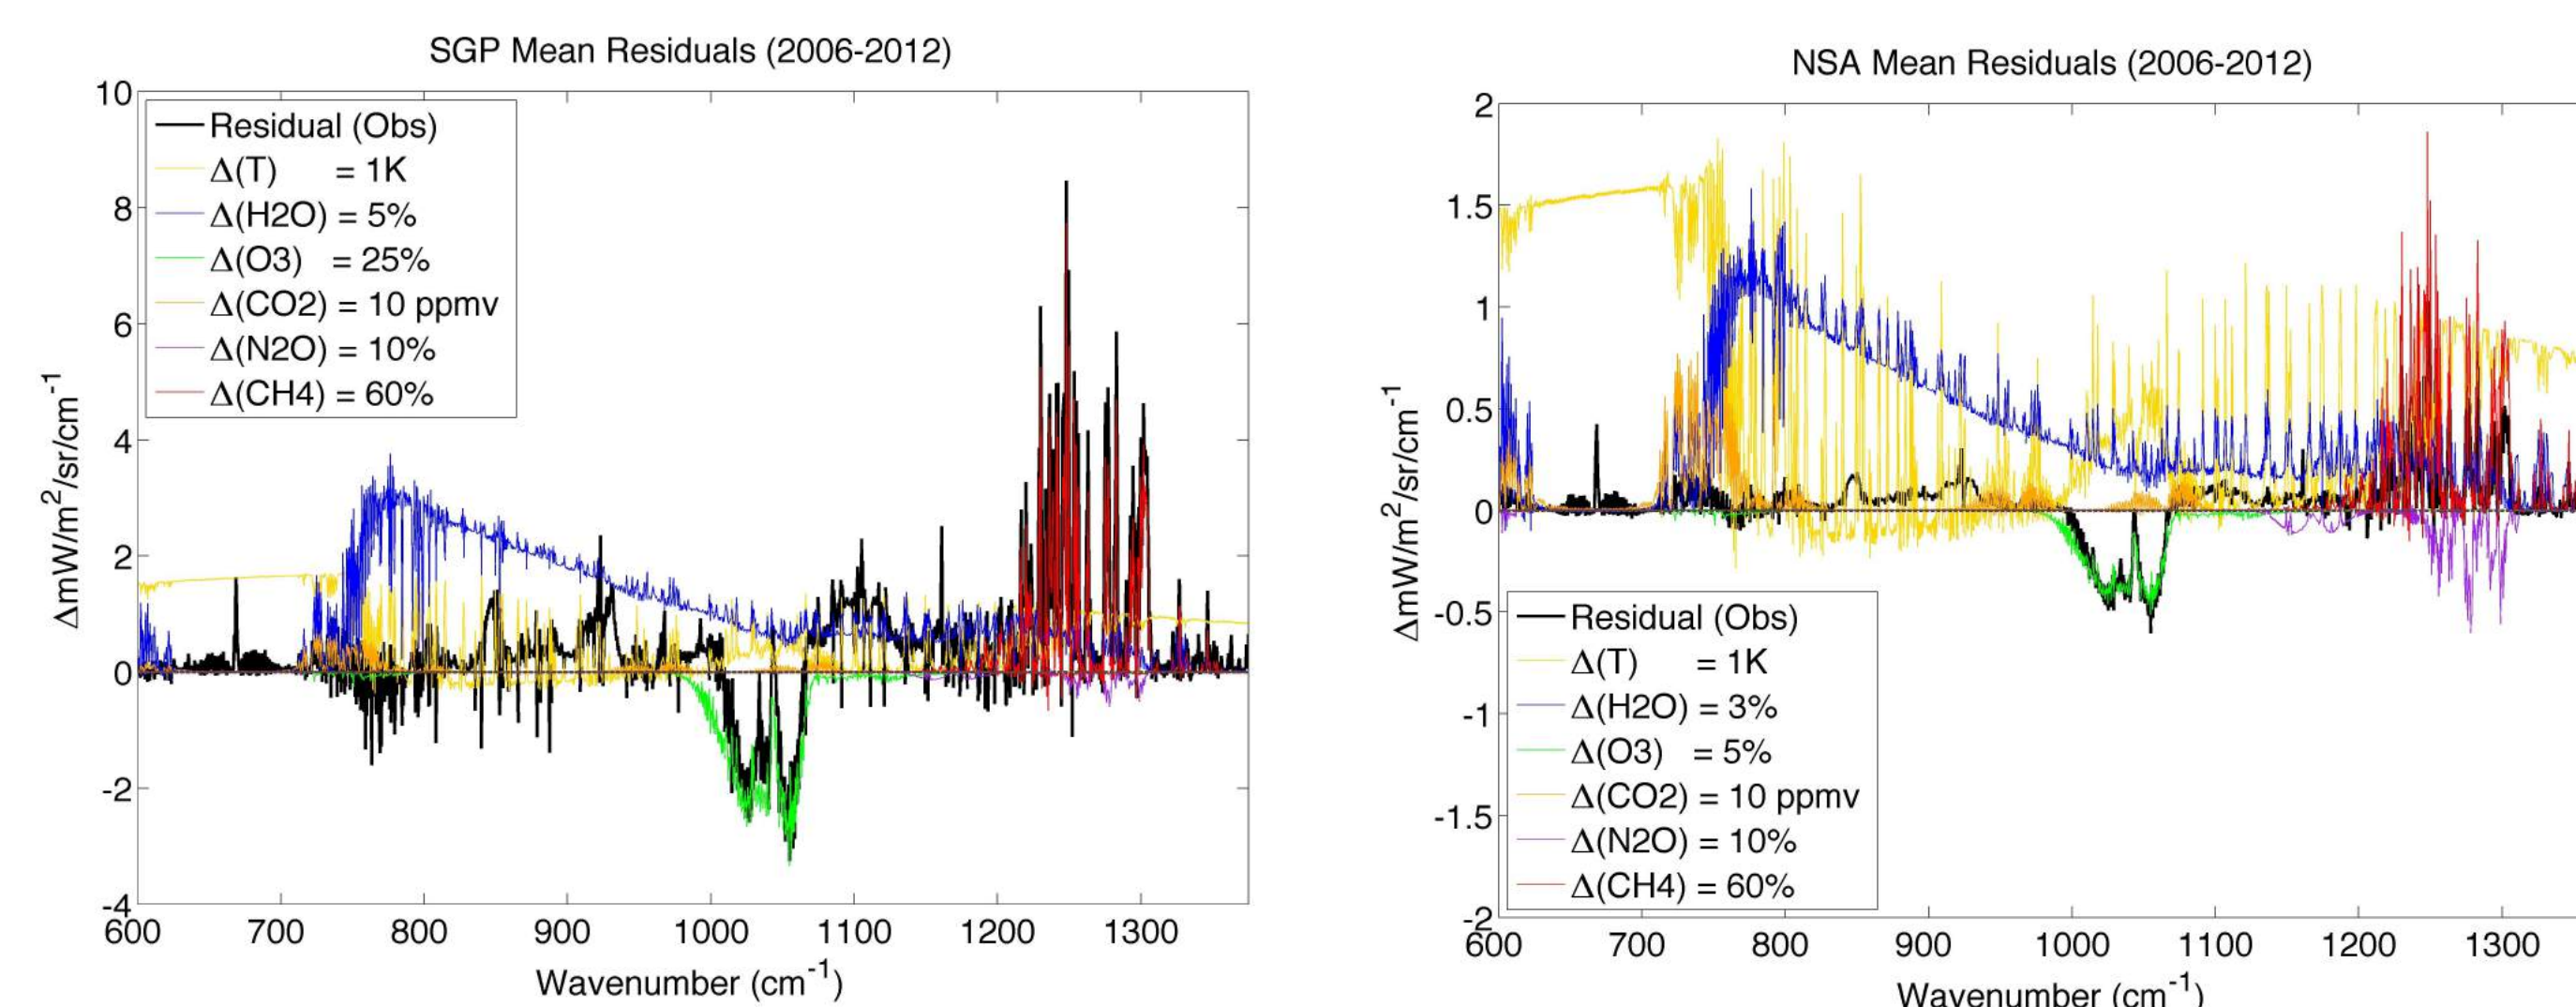 SGP Mean Residuals (2006-2012)
10
8
6
4
2
0
-2
-4
ΔmW/m²/sr/cm⁻¹
Residual (Obs)
Δ(T) = 1K
Δ(H2O) = 5%
Δ(O3) = 25%
Δ(CO2) = 10 ppmv
Δ(N2O) = 10%
Δ(CH4) = 60%
600 700 800 900 1000 1100 1200 1300
Wavenumber (cm⁻¹)
NSA Mean Residuals (2006-2012)
2
1.5
1
0.5
0
-0.5
-1
-1.5
-2
ΔmW/m²/sr/cm⁻¹
Residual (Obs)
Δ(T) = 1K
Δ(H2O) = 3%
Δ(O3) = 5%
Δ(CO2) = 10 ppmv
Δ(N2O) = 10%
Δ(CH4) = 60%
600 700 800 900 1000 1100 1200 1300
Wavenumber (cm⁻¹)